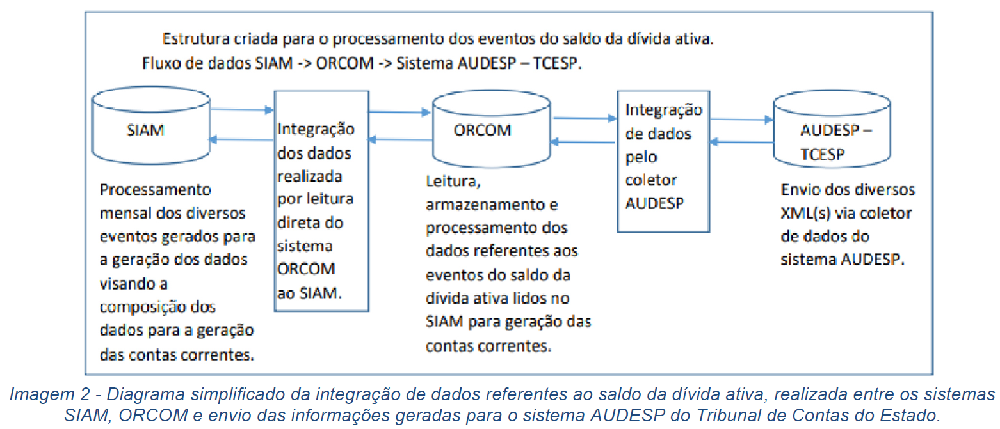 Estrutura criada para o processamento dos eventos do saldo da dívida ativa.
Fluxo de dados SIAM -> ORCOM -> Sistema AUDESP – TCESP.
SIAM
Processamento
mensal dos diversos
eventos gerados para
a geração dos dados
visando a
composição dos
dados para a geração
das contas correntes.
Integração
dos dados
realizada
por leitura
direta do
sistema
ORCOM
ao SIAM.
ORCOM
Leitura,
armazenamento e
processamento dos
dados referentes aos
eventos do saldo da
dívida ativa lidos no
SIAM para geração das
contas correntes.
Integração
de dados
pelo
coletor
AUDESP
AUDESP –
TCESP
Envio dos diversos
XML(s) via coletor
de dados do
sistema AUDESP.
Imagem 2 - Diagrama simplificado da integração de dados referentes ao saldo da dívida ativa, realizada entre os sistemas
SIAM, ORCOM e envio das informações geradas para o sistema AUDESP do Tribunal de Contas do Estado.